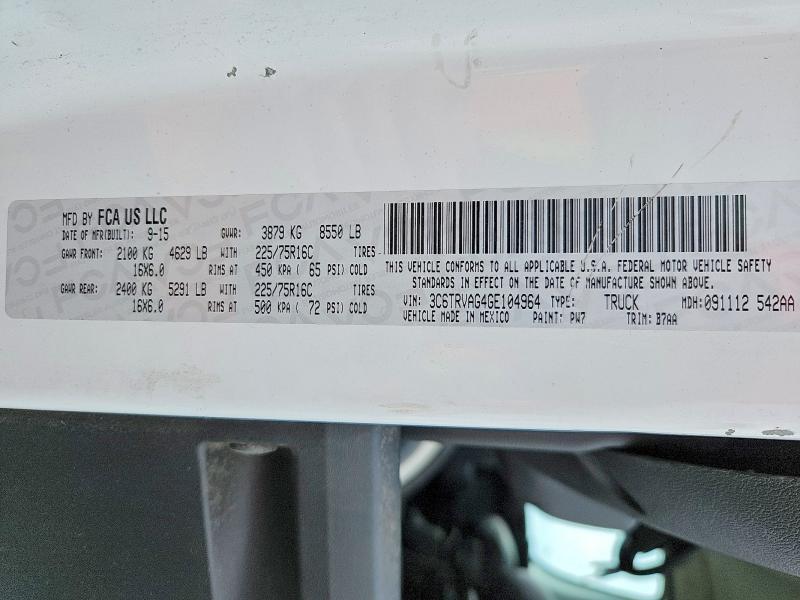 MFD BY FCA US LLC
DATE OF MFR(BUILT): 9-15 GVWR: 3879 KG 8550 LB
GAWR FRONT: 2100 KG 4629 LB WITH 225/75R16C TIRES
16X6.0 RIMS AT 450 KPA ( 65 PSI) COLD
GAWR REAR: 2400 KG 5291 LB WITH 225/75R16C TIRES
16X6.0 RIMS AT 500 KPA ( 72 PSI) COLD
THIS VEHICLE CONFORMS TO ALL APPLICABLE U.S.A. FEDERAL MOTOR VEHICLE SAFETY
STANDARDS IN EFFECT ON THE DATE OF MANUFACTURE SHOWN ABOVE.
VIN: 3C6TRVAG4GE104964 TYPE: TRUCK MDH: 091112 542AA
VEHICLE MADE IN MEXICO PAINT: PW7 TRIM: B7AA